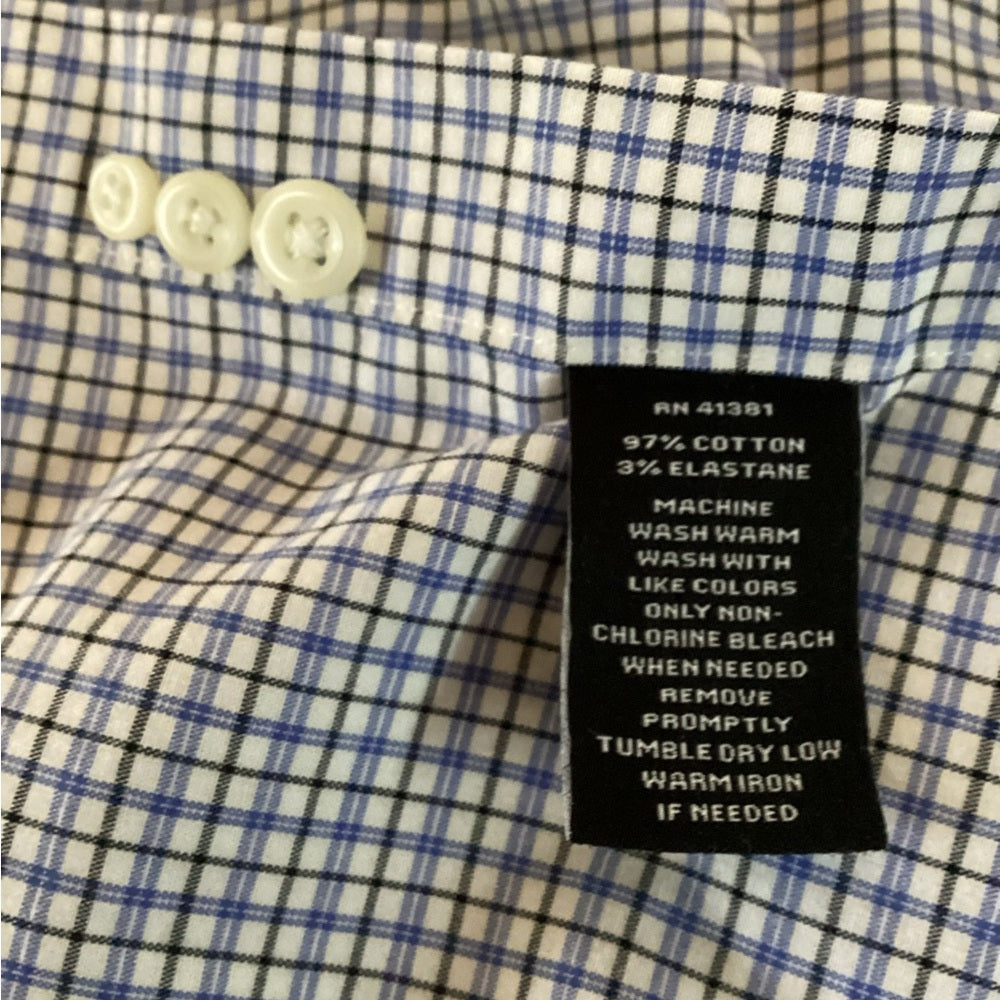 RN 41381
97% COTTON
3% ELASTANE
MACHINE
WASH WARM
WASH WITH
LIKE COLORS
ONLY NON-
CHLORINE BLEACH
WHEN NEEDED
REMOVE
PROMPTLY
TUMBLE DRY LOW
WARM IRON
IF NEEDED